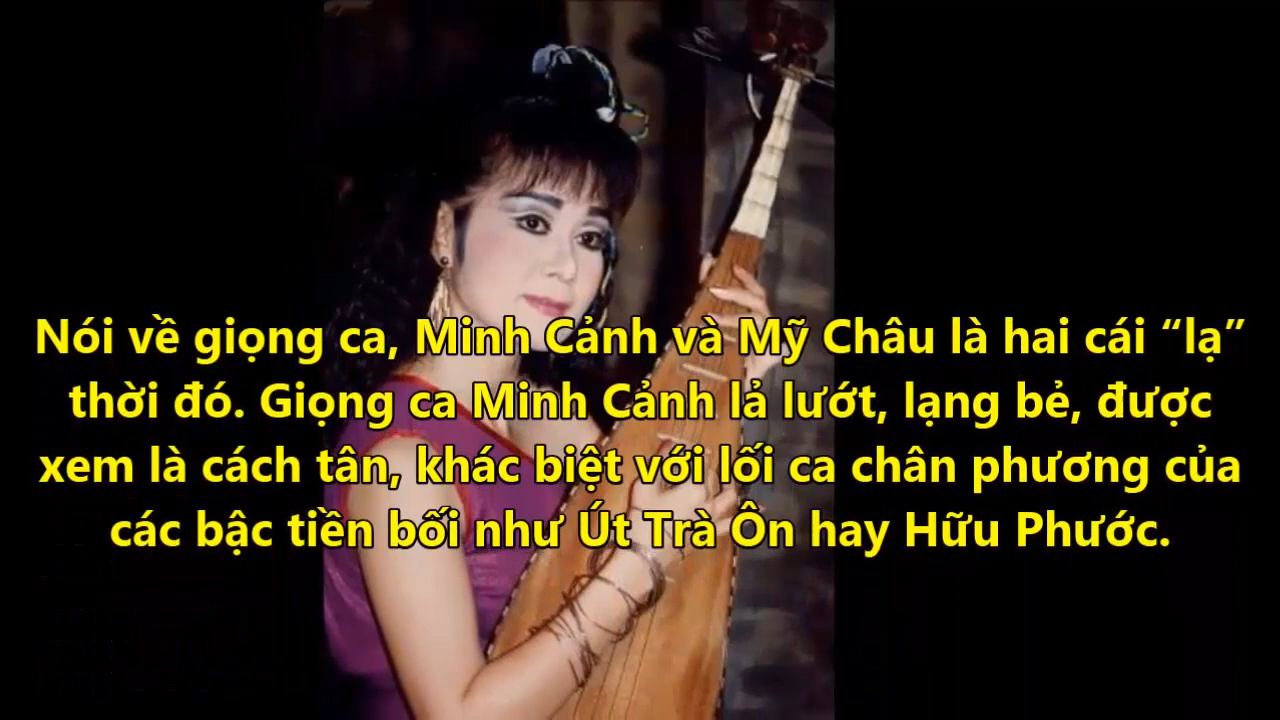 Nói về giọng ca, Minh Cảnh và Mỹ Châu là hai cái “lạ”
thời đó. Giọng ca Minh Cảnh lả lướt, lạng bẻ, được
xem là cách tân, khác biệt với lối ca chân phương của
các bậc tiền bối như Út Trà Ôn hay Hữu Phước.